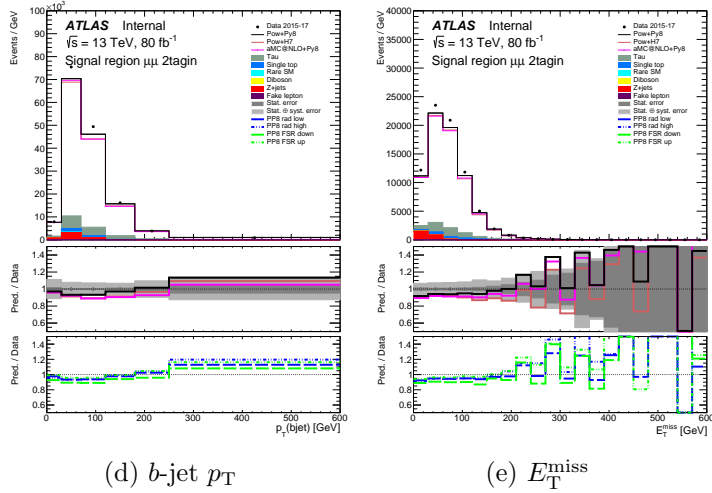 ×10³
ATLAS Internal
√s = 13 TeV, 80 fb⁻¹
Signal region μμ 2tagin
Data 2015-17
Pow+Py8
Pow+H7
aMC@NLO+Py8
Tau
Single top
Rare SM
Diboson
Z+jets
Fake lepton
Stat. error
Stat. ⊕ syst. error
PP8 rad low
PP8 rad high
PP8 FSR down
PP8 FSR up
Events / GeV
100
90
80
70
60
50
40
30
20
10
0
Pred. / Data
1.4
1.2
1
0.8
0.6
Pred. / Data
1.4
1.2
1
0.8
0.6
0 100 200 300 400 500 600
p_T(bjet) [GeV]
(d) b-jet p_T
ATLAS Internal
√s = 13 TeV, 80 fb⁻¹
Signal region μμ 2tagin
Data 2015-17
Pow+Py8
Pow+H7
aMC@NLO+Py8
Tau
Single top
Rare SM
Diboson
Z+jets
Fake lepton
Stat. error
Stat. ⊕ syst. error
PP8 rad low
PP8 rad high
PP8 FSR down
PP8 FSR up
Events / GeV
40000
35000
30000
25000
20000
15000
10000
5000
0
Pred. / Data
1.4
1.2
1
0.8
0.6
Pred. / Data
1.4
1.2
1
0.8
0.6
0 100 200 300 400 500 600
E_T^miss [GeV]
(e) E_T^miss